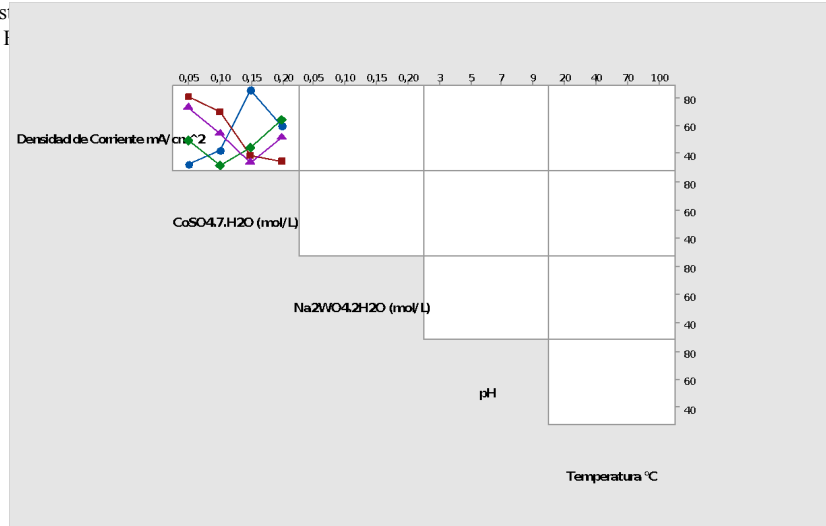 0,05 0,10 0,15 0,20 0,05 0,10 0,15 0,20 3 5 7 9 20 40 70 100
80
Densidad de Corriente mA/cm^2
60
40
80
CoSO4.7.H2O (mol/L)
60
40
80
Na2WO4.2H2O (mol/L)
60
40
80
pH
60
40
Temperatura °C